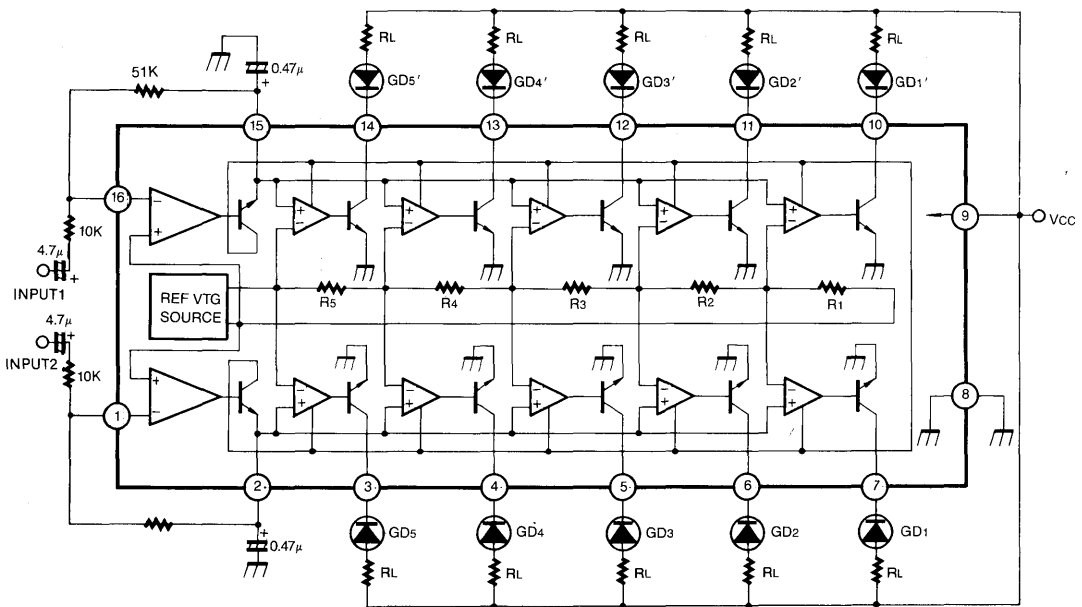 RL RL RL RL RL
0.47μ
+
51K
GD5′ GD4′ GD3′ GD2′ GD1′
15 14 13 12 11 10
16
− + − + − + − + − + −
+
9
VCC
10K
4.7μ
+
INPUT1
REF VTG
SOURCE
R5 R4 R3 R2 R1
4.7μ
+
INPUT2
10K
+
− + − + − + − + − + −
1
8
2 3 4 5 6 7
+
0.47μ
GD5 GD4 GD3 GD2 GD1
RL RL RL RL RL